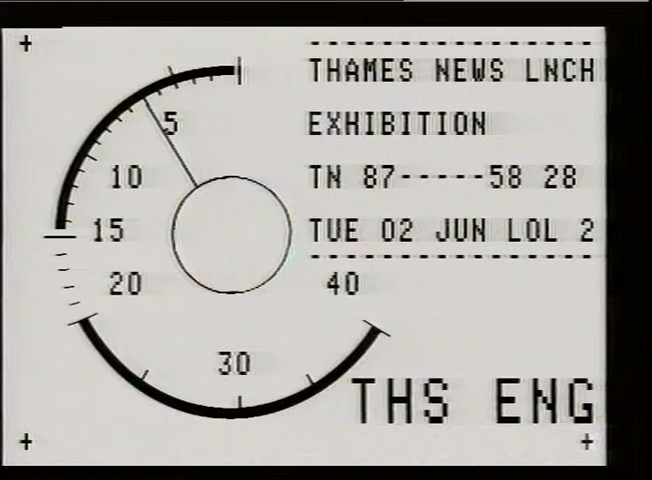 THAMES NEWS LNCH
5
EXHIBITION
10
TN 87-----58 28
15
TUE 02 JUN LOL 2
20
40
30
THS ENG